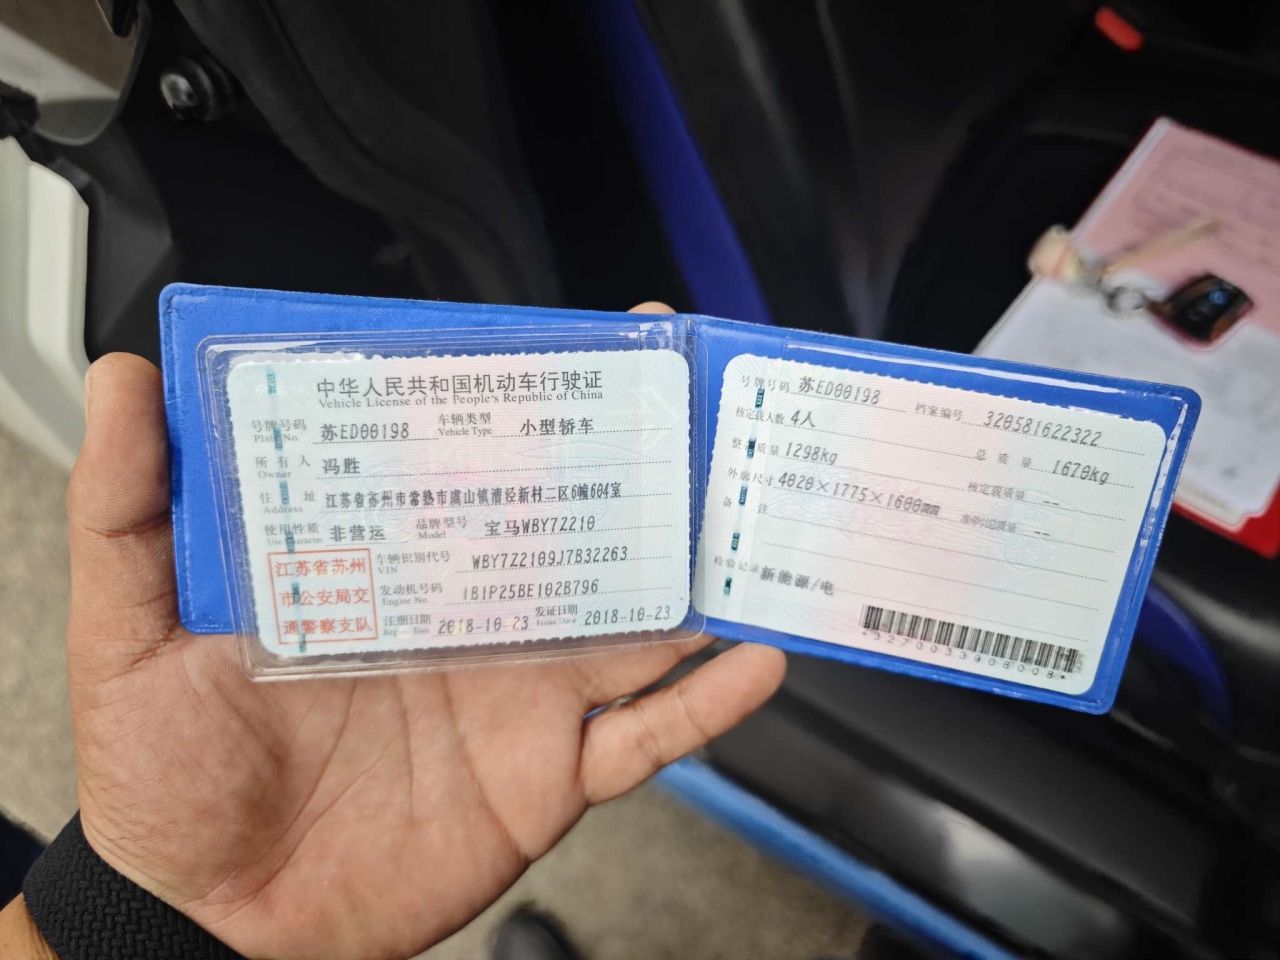 中华人民共和国机动车行驶证
Vehicle License of the People's Republic of China
号牌号码 苏ED00198 车辆类型 小型轿车
Plate No. Vehicle Type
所有人 冯胜
Owner
住址 江苏省苏州市常熟市虞山镇漕泾新村二区6幢604室
Address
使用性质 非营运 品牌型号 宝马WBY7Z210
Use Character Model
江苏省苏州
市公安局交
通警察支队
车辆识别代号 WBY7Z2109J7B32263
VIN
发动机号码 IB1P25BE102B796
Engine No.
注册日期 2018-10-23 发证日期 2018-10-23
Register Date Issue Date
号牌号码 苏ED00198 档案编号 320581622322
核定载人数 4人 总质量 1670kg
整备质量 1298kg 核定载质量 --
外廓尺寸 4020×1775×1600mm 准牵引总质量 --
备注
检验记录 新能源/电
*3270033908008*